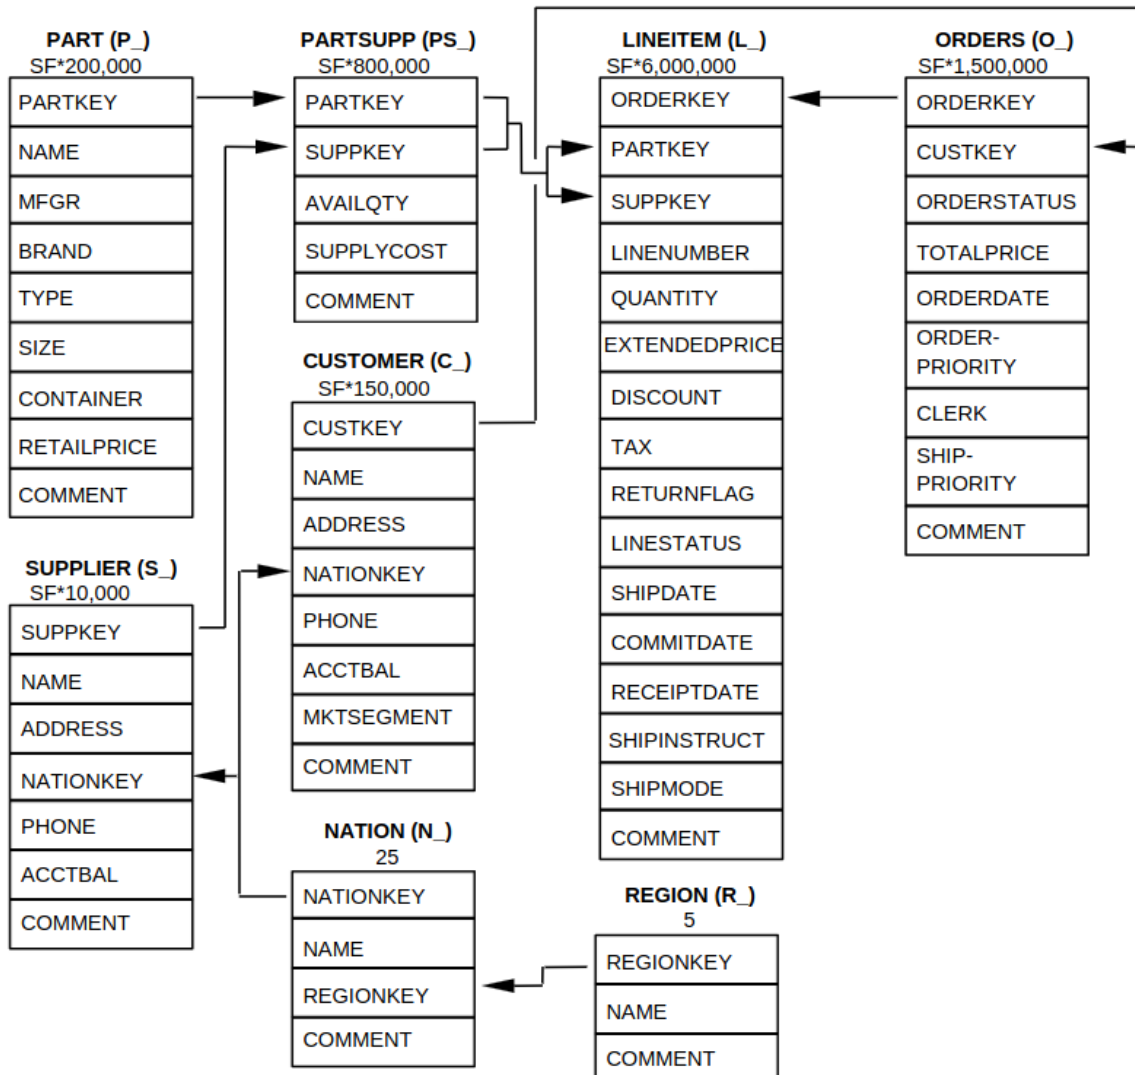 PART (P_)
SF*200,000
PARTKEY
NAME
MFGR
BRAND
TYPE
SIZE
CONTAINER
RETAILPRICE
COMMENT
SUPPLIER (S_)
SF*10,000
SUPPKEY
NAME
ADDRESS
NATIONKEY
PHONE
ACCTBAL
COMMENT
PARTSUPP (PS_)
SF*800,000
PARTKEY
SUPPKEY
AVAILQTY
SUPPLYCOST
COMMENT
CUSTOMER (C_)
SF*150,000
CUSTKEY
NAME
ADDRESS
NATIONKEY
PHONE
ACCTBAL
MKTSEGMENT
COMMENT
NATION (N_)
25
NATIONKEY
NAME
REGIONKEY
COMMENT
LINEITEM (L_)
SF*6,000,000
ORDERKEY
PARTKEY
SUPPKEY
LINENUMBER
QUANTITY
EXTENDEDPRICE
DISCOUNT
TAX
RETURNFLAG
LINESTATUS
SHIPDATE
COMMITDATE
RECEIPTDATE
SHIPINSTRUCT
SHIPMODE
COMMENT
REGION (R_)
5
REGIONKEY
NAME
COMMENT
ORDERS (O_)
SF*1,500,000
ORDERKEY
CUSTKEY
ORDERSTATUS
TOTALPRICE
ORDERDATE
ORDER-
PRIORITY
CLERK
SHIP-
PRIORITY
COMMENT